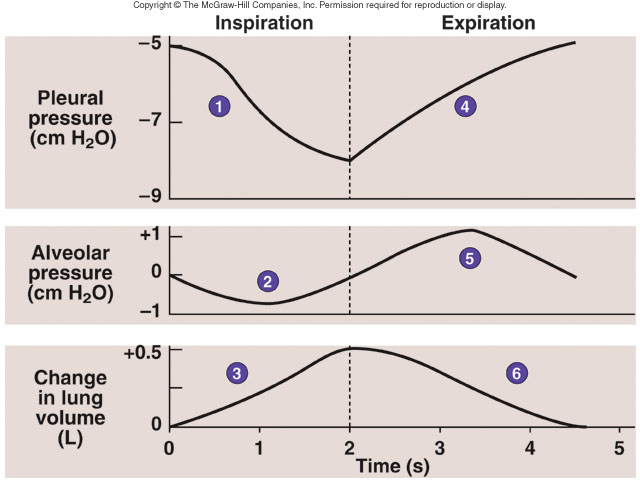 Copyright © The McGraw-Hill Companies, Inc. Permission required for reproduction or display.
Inspiration
Expiration
Pleural
pressure
(cm H₂O)
−5
−7
−9
1
4
Alveolar
pressure
(cm H₂O)
+1
0
−1
2
5
Change
in lung
volume
(L)
+0.5
0
3
6
0 1 2 3 4 5
Time (s)